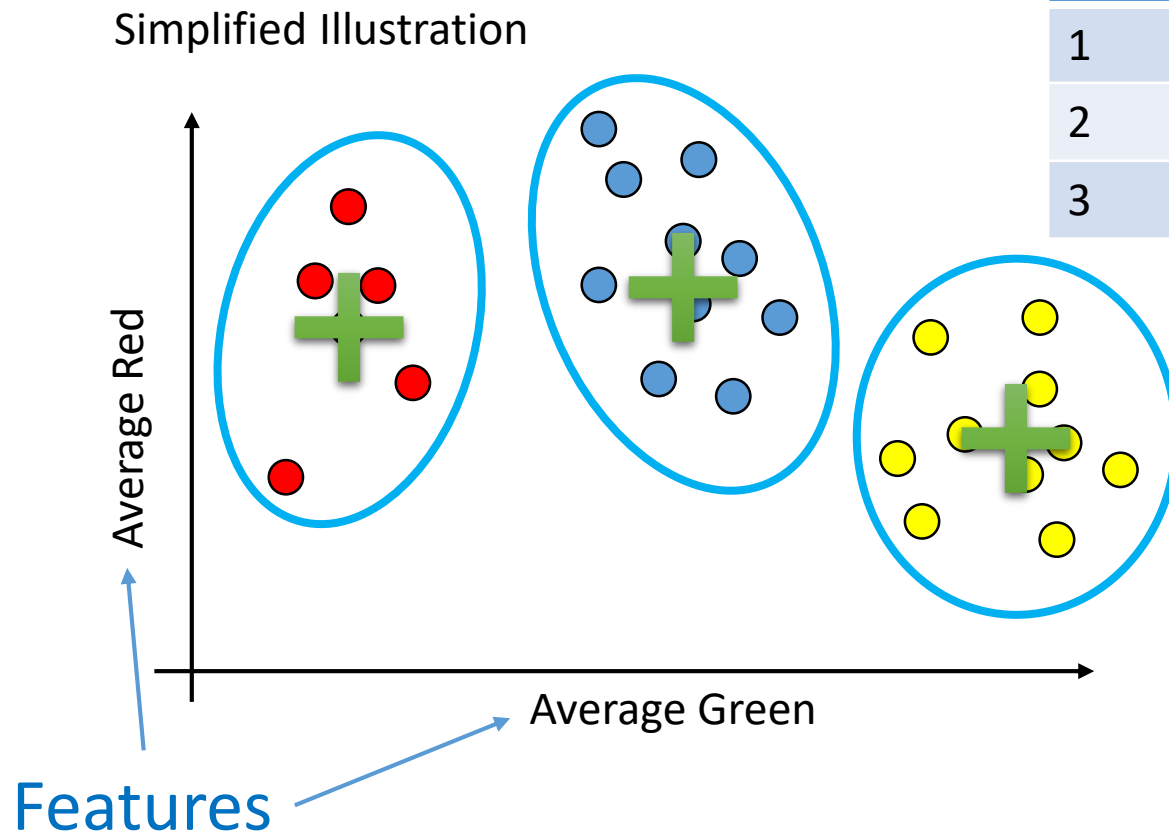 Simplified Illustration
1
2
3
Average Red
Average Green
Features